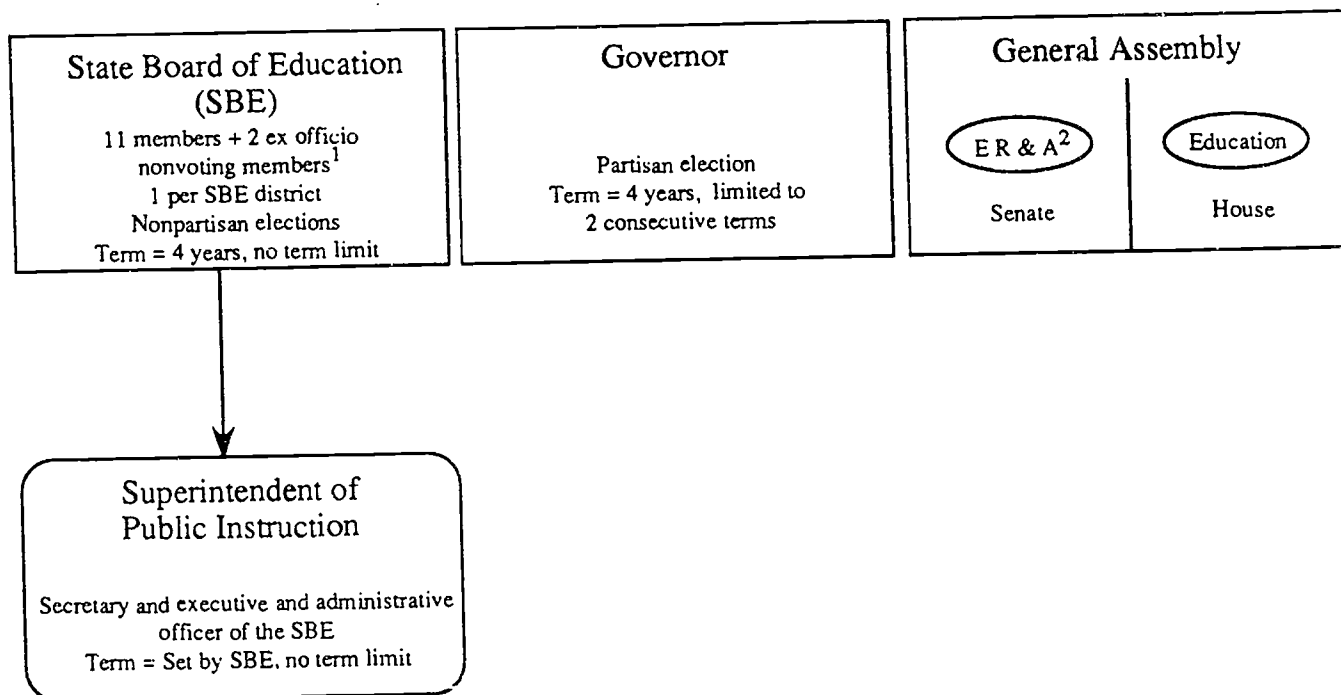 State Board of Education
(SBE)
11 members + 2 ex officio
nonvoting members¹
1 per SBE district
Nonpartisan elections
Term = 4 years, no term limit
Governor
Partisan election
Term = 4 years, limited to
2 consecutive terms
General Assembly
E R & A²
Senate
Education
House
Superintendent of
Public Instruction
Secretary and executive and administrative
officer of the SBE
Term = Set by SBE, no term limit